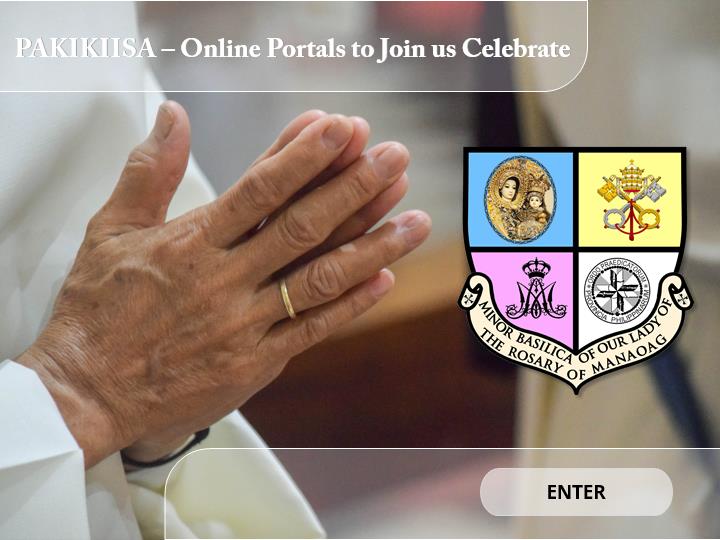 PAKIKIISA – Online Portals to Join us Celebrate
ORDO PRAEDICATORUM
PROVINCIA PHILIPPINARUM
MINOR BASILICA OF OUR LADY OF
THE ROSARY OF MANAOAG
ENTER